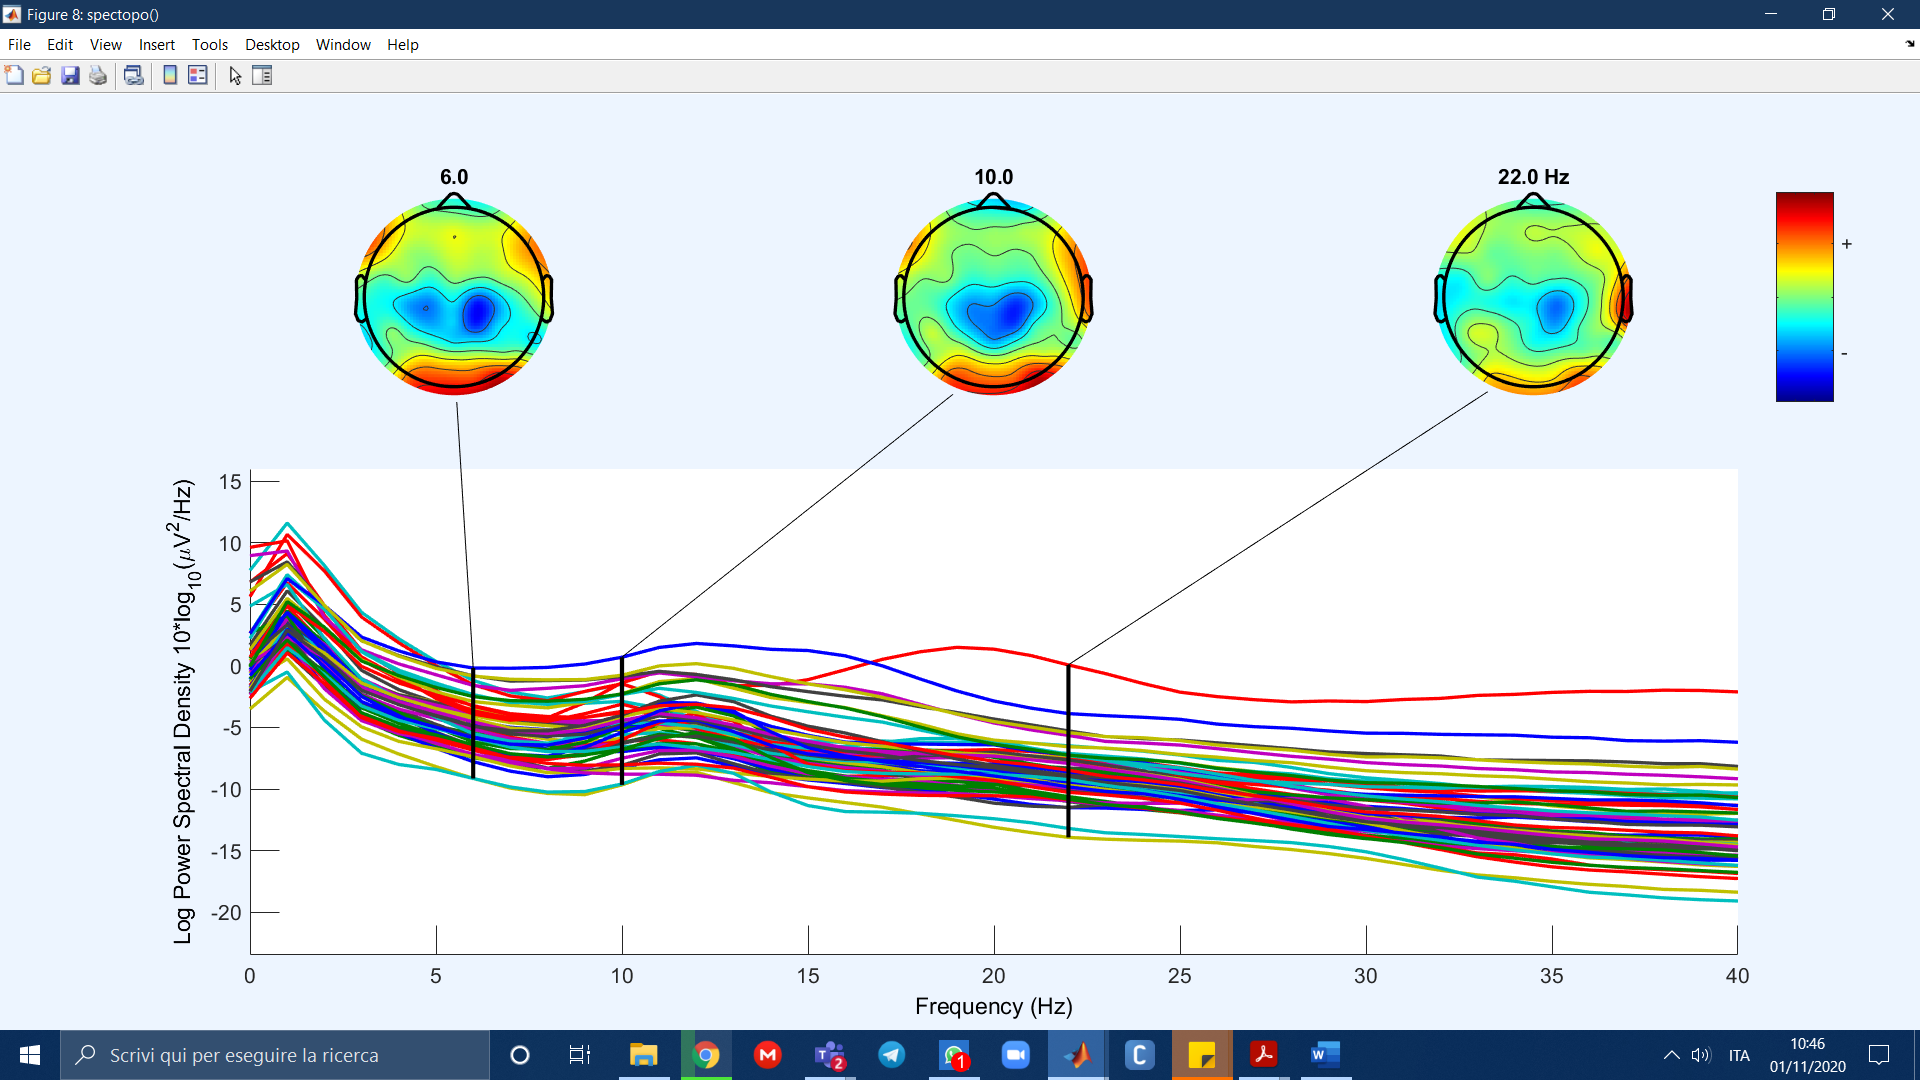 Figure 8: spectopo()
File Edit View Insert Tools Desktop Window Help
6.0
10.0
22.0 Hz
+
-
Log Power Spectral Density 10*log10(μV2/Hz)
15
10
5
0
-5
-10
-15
-20
0 5 10 15 20 25 30 35 40
Frequency (Hz)
Scrivi qui per eseguire la ricerca
M
T
2
1
C
W
ITA
10:46
01/11/2020